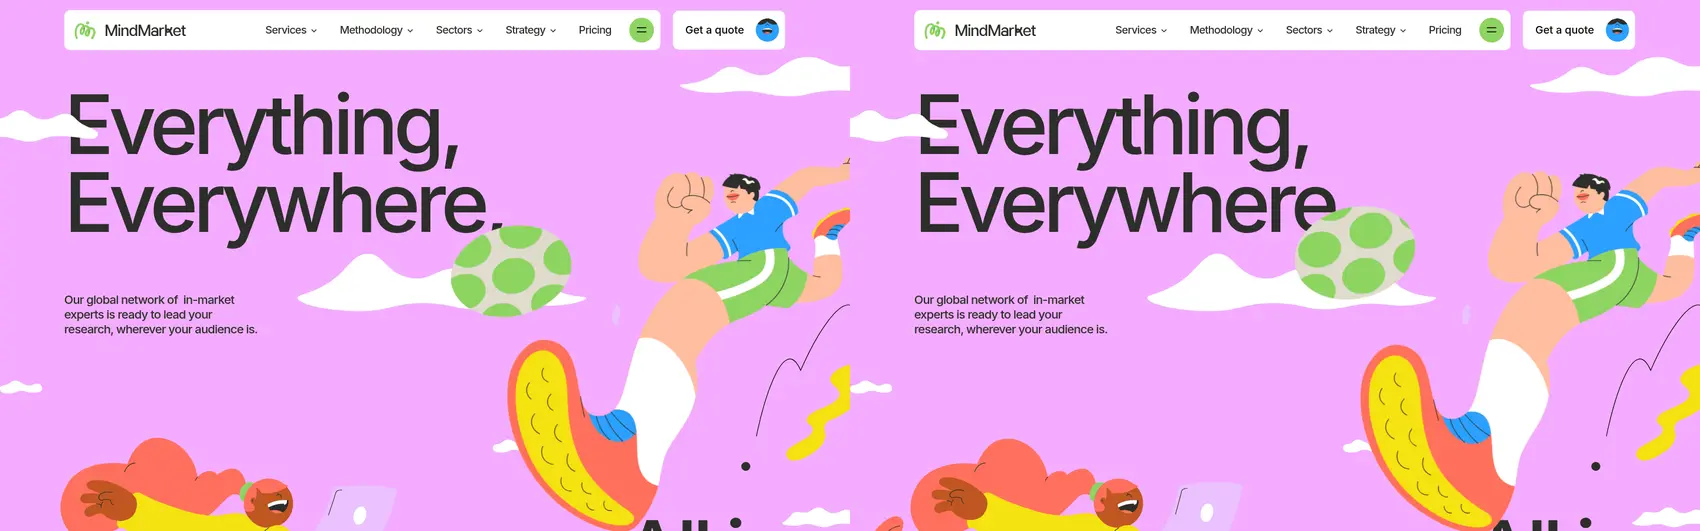 MindMarket Services Methodology Sectors Strategy Pricing Get a quote
Everything,
Everywhere.
Our global network of in-market
experts is ready to lead your
research, wherever your audience is.
MindMarket Services Methodology Sectors Strategy Pricing Get a quote
Everything,
Everywhere
Our global network of in-market
experts is ready to lead your
research, wherever your audience is.